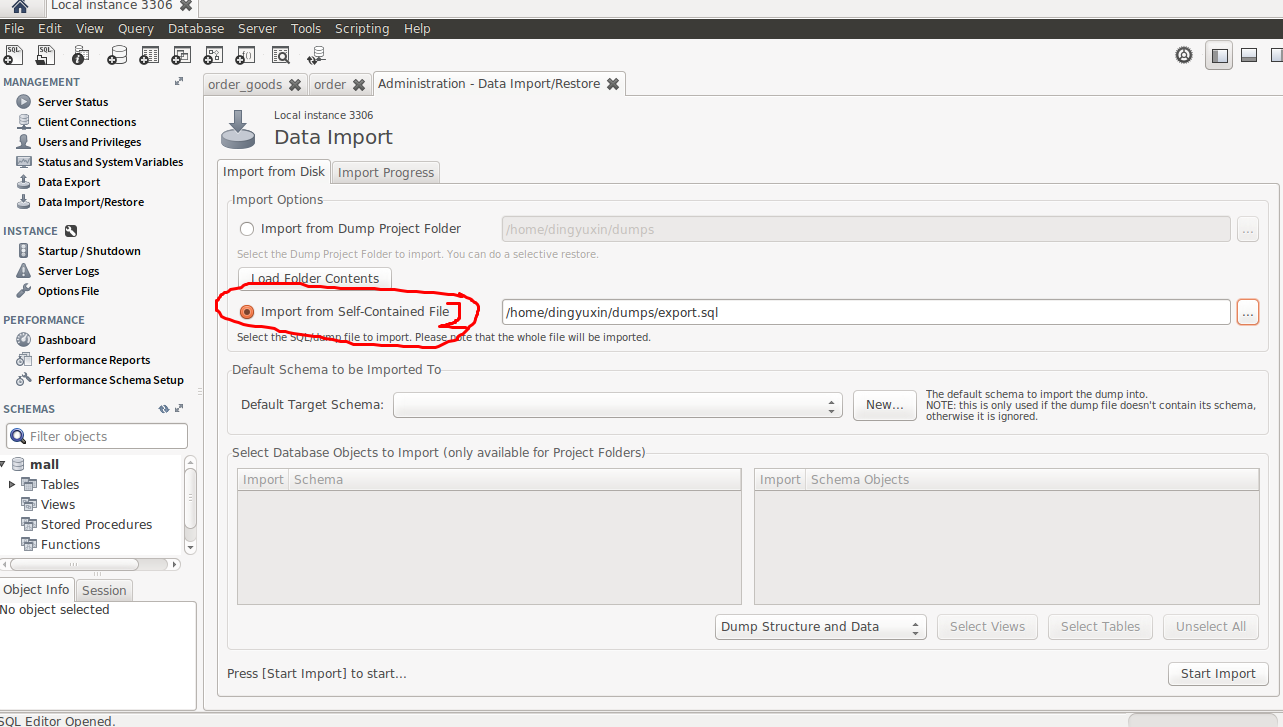 Local instance 3306
File Edit View Query Database Server Tools Scripting Help
MANAGEMENT
Server Status
Client Connections
Users and Privileges
Status and System Variables
Data Export
Data Import/Restore
INSTANCE
Startup / Shutdown
Server Logs
Options File
PERFORMANCE
Dashboard
Performance Reports
Performance Schema Setup
SCHEMAS
Filter objects
mall
Tables
Views
Stored Procedures
Functions
Object Info Session
No object selected
order_goods order Administration - Data Import/Restore
Local instance 3306
Data Import
Import from Disk Import Progress
Import Options
Import from Dump Project Folder /home/dingyuxin/dumps ...
Select the Dump Project Folder to import. You can do a selective restore.
Load Folder Contents
Import from Self-Contained File /home/dingyuxin/dumps/export.sql ...
Select the SQL/dump file to import. Please note that the whole file will be imported.
Default Schema to be Imported To
Default Target Schema: New... The default schema to import the dump into.
NOTE: this is only used if the dump file doesn't contain its schema,
otherwise it is ignored.
Select Database Objects to Import (only available for Project Folders)
Import Schema Import Schema Objects
Dump Structure and Data Select Views Select Tables Unselect All
Press [Start Import] to start... Start Import
SQL Editor Opened.